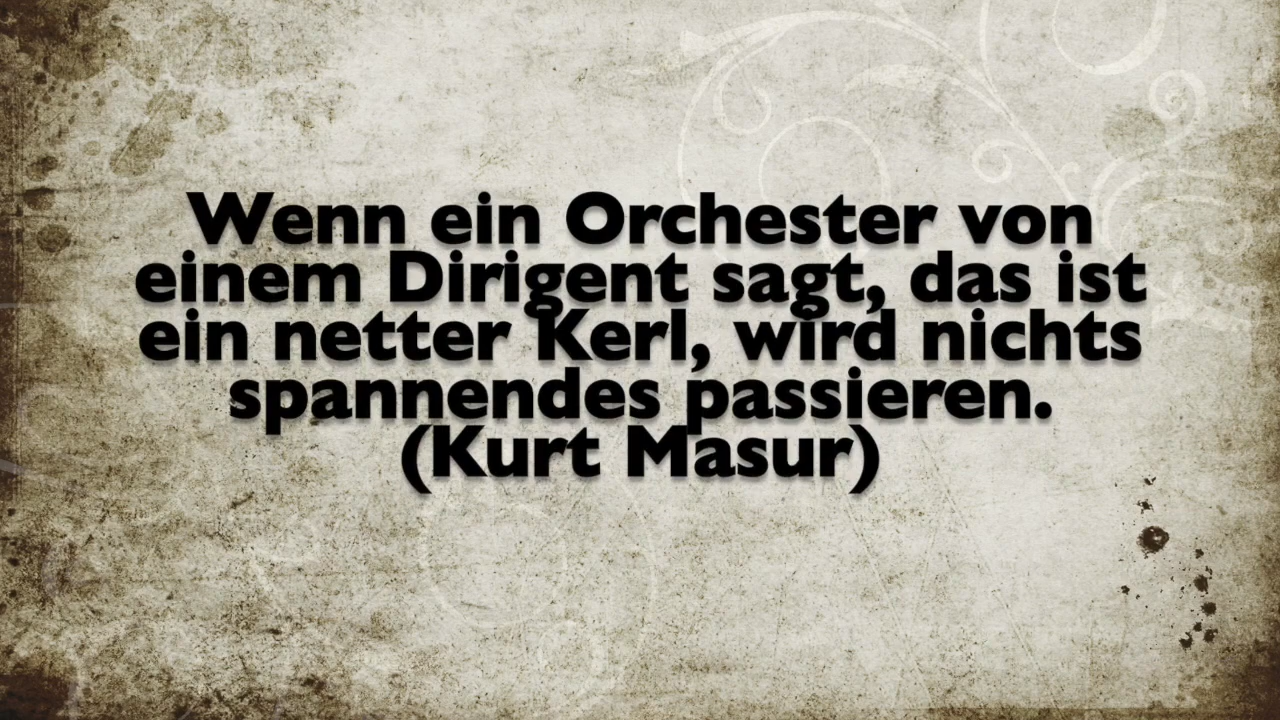 Wenn ein Orchester von
einem Dirigent sagt, das ist
ein netter Kerl, wird nichts
spannendes passieren.
(Kurt Masur)